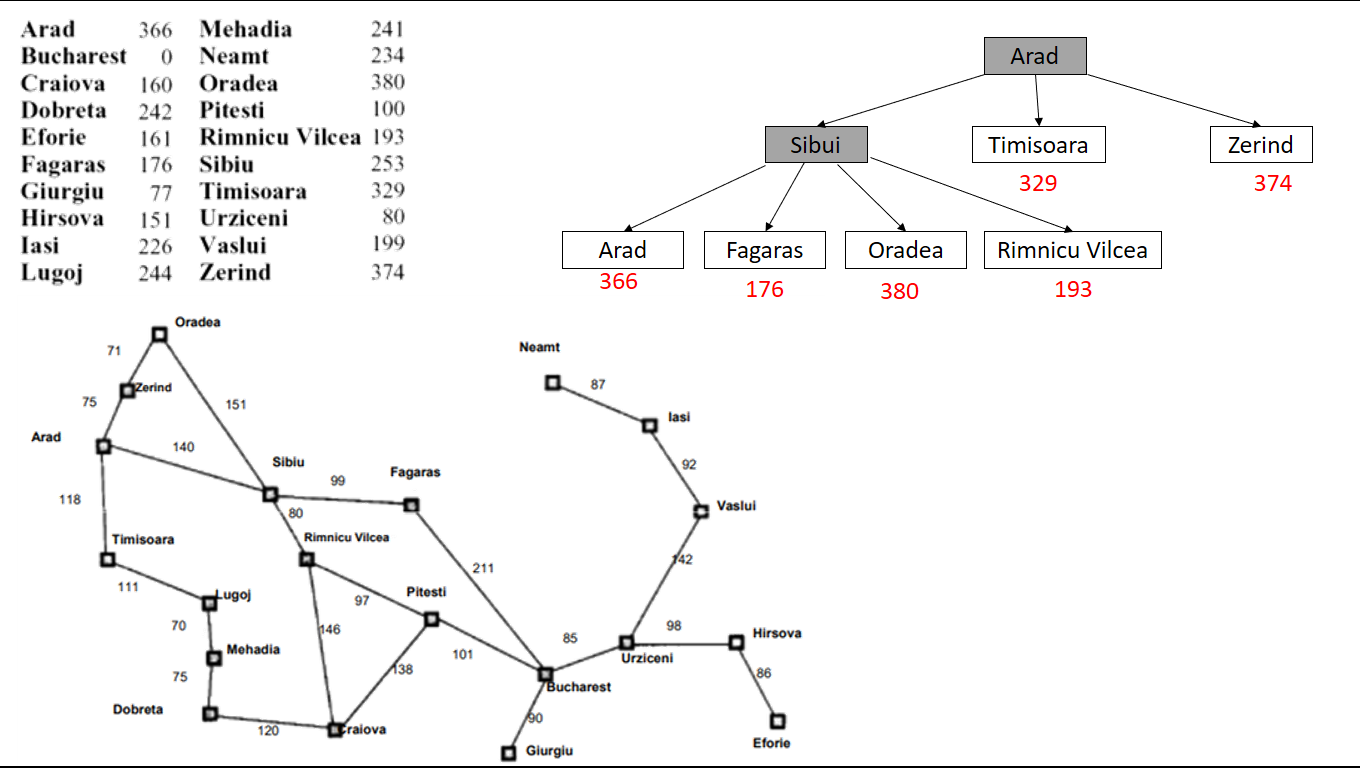 Arad 366 Mehadia 241
Bucharest 0 Neamt 234
Craiova 160 Oradea 380
Dobreta 242 Pitesti 100
Eforie 161 Rimnicu Vilcea 193
Fagaras 176 Sibiu 253
Giurgiu 77 Timisoara 329
Hirsova 151 Urziceni 80
Iasi 226 Vaslui 199
Lugoj 244 Zerind 374
Arad
Sibui Timisoara Zerind
329 374
Arad Fagaras Oradea Rimnicu Vilcea
366 176 380 193
Oradea
Neamt
71
Zerind
87
75
151
Iasi
Arad
140
Sibiu
92
Fagaras
99
118
80
Vaslui
Timisoara
Rimnicu Vilcea
142
211
111
Lugoj
Pitesti
97
70
146
98
Hirsova
85
Mehadia
101
Urziceni
138
86
75
Bucharest
Dobreta
90
120
Craiova
Eforie
Giurgiu